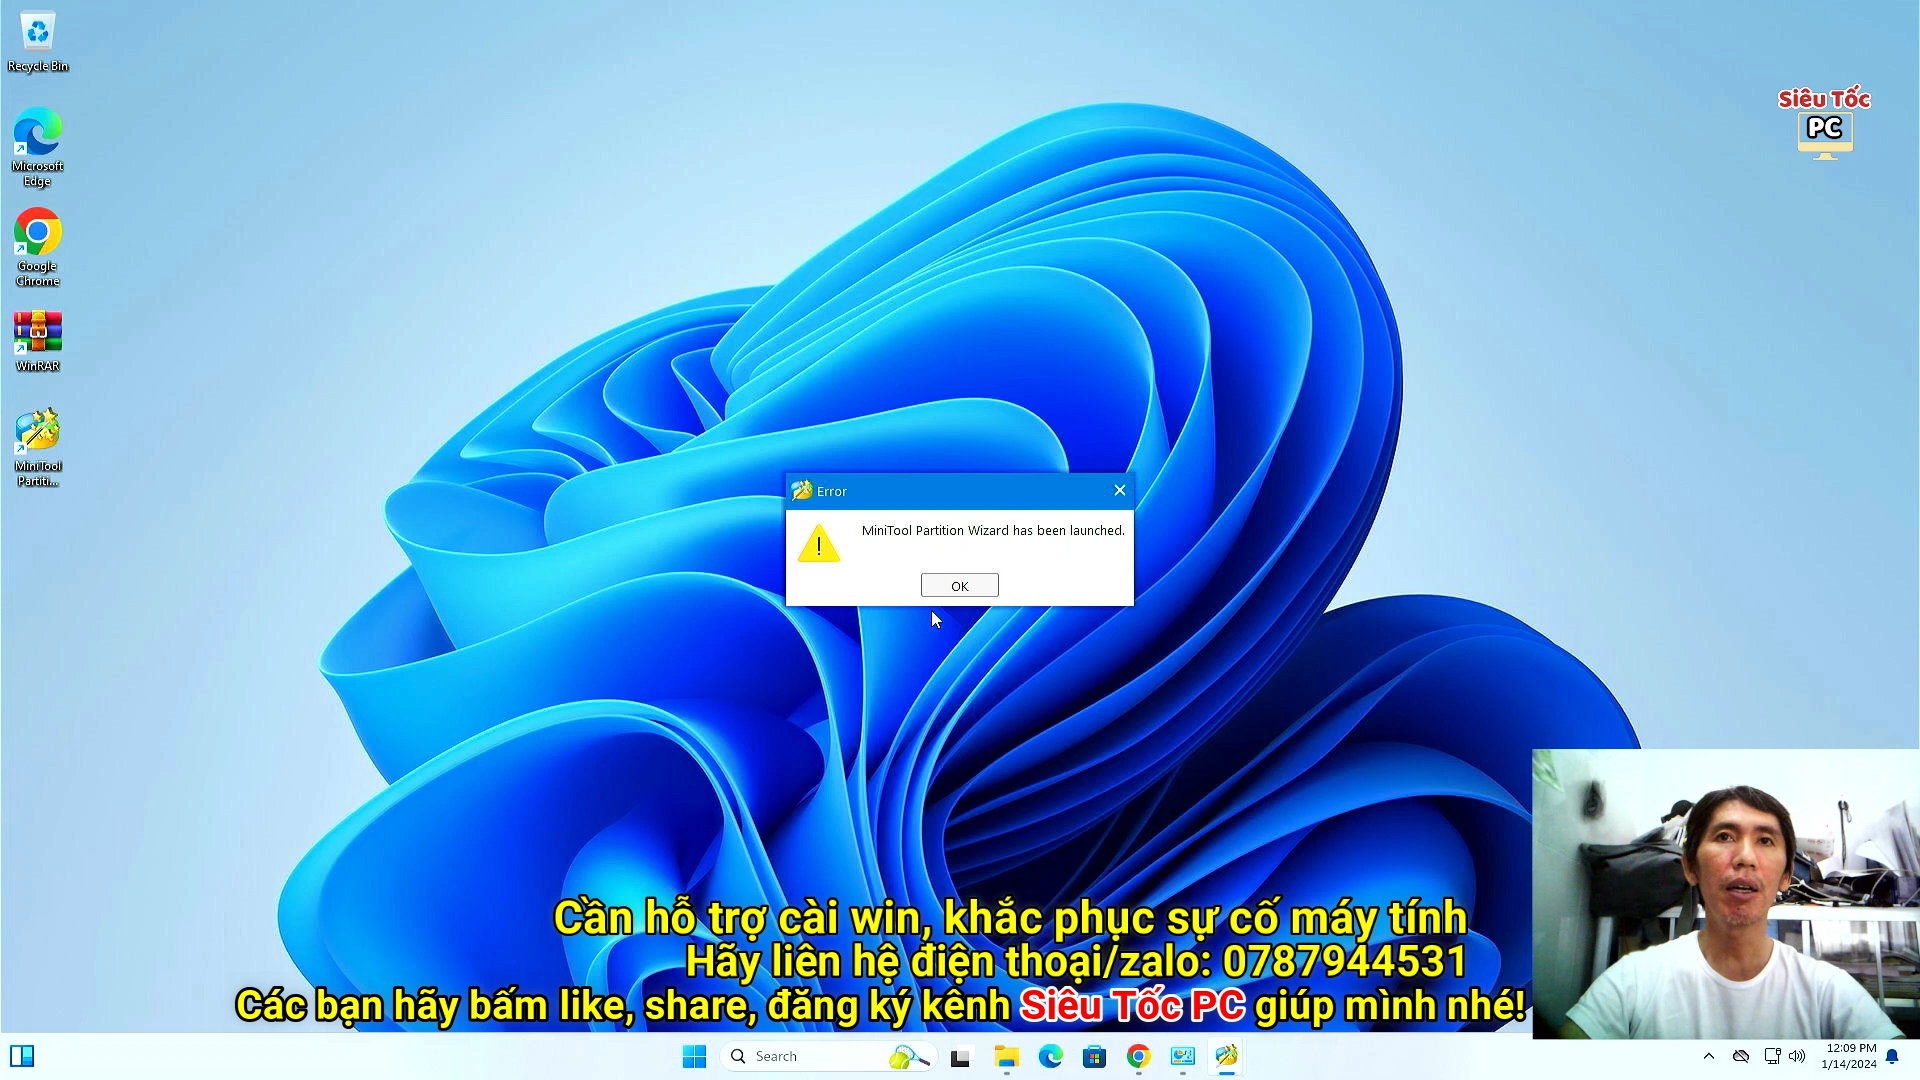 Recycle Bin
Microsoft
Edge
Google
Chrome
WinRAR
MiniTool
Partiti...
Siêu Tốc
PC
Error
MiniTool Partition Wizard has been launched.
OK
Cần hỗ trợ cài win, khắc phục sự cố máy tính
Hãy liên hệ điện thoại/zalo: 0787944531
Các bạn hãy bấm like, share, đăng ký kênh Siêu Tốc PC giúp mình nhé!
Search
12:09 PM
1/14/2024